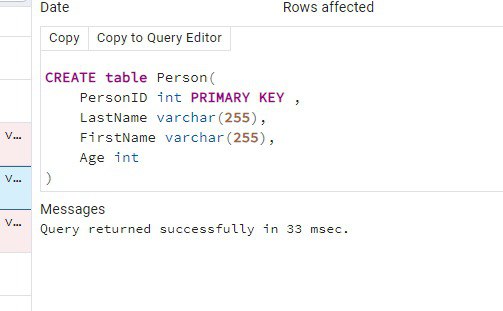 Date Rows affected
Copy Copy to Query Editor
CREATE table Person(
    PersonID int PRIMARY KEY ,
    LastName varchar(255),
    FirstName varchar(255),
    Age int
)
v...
v...
v...
Messages
Query returned successfully in 33 msec.